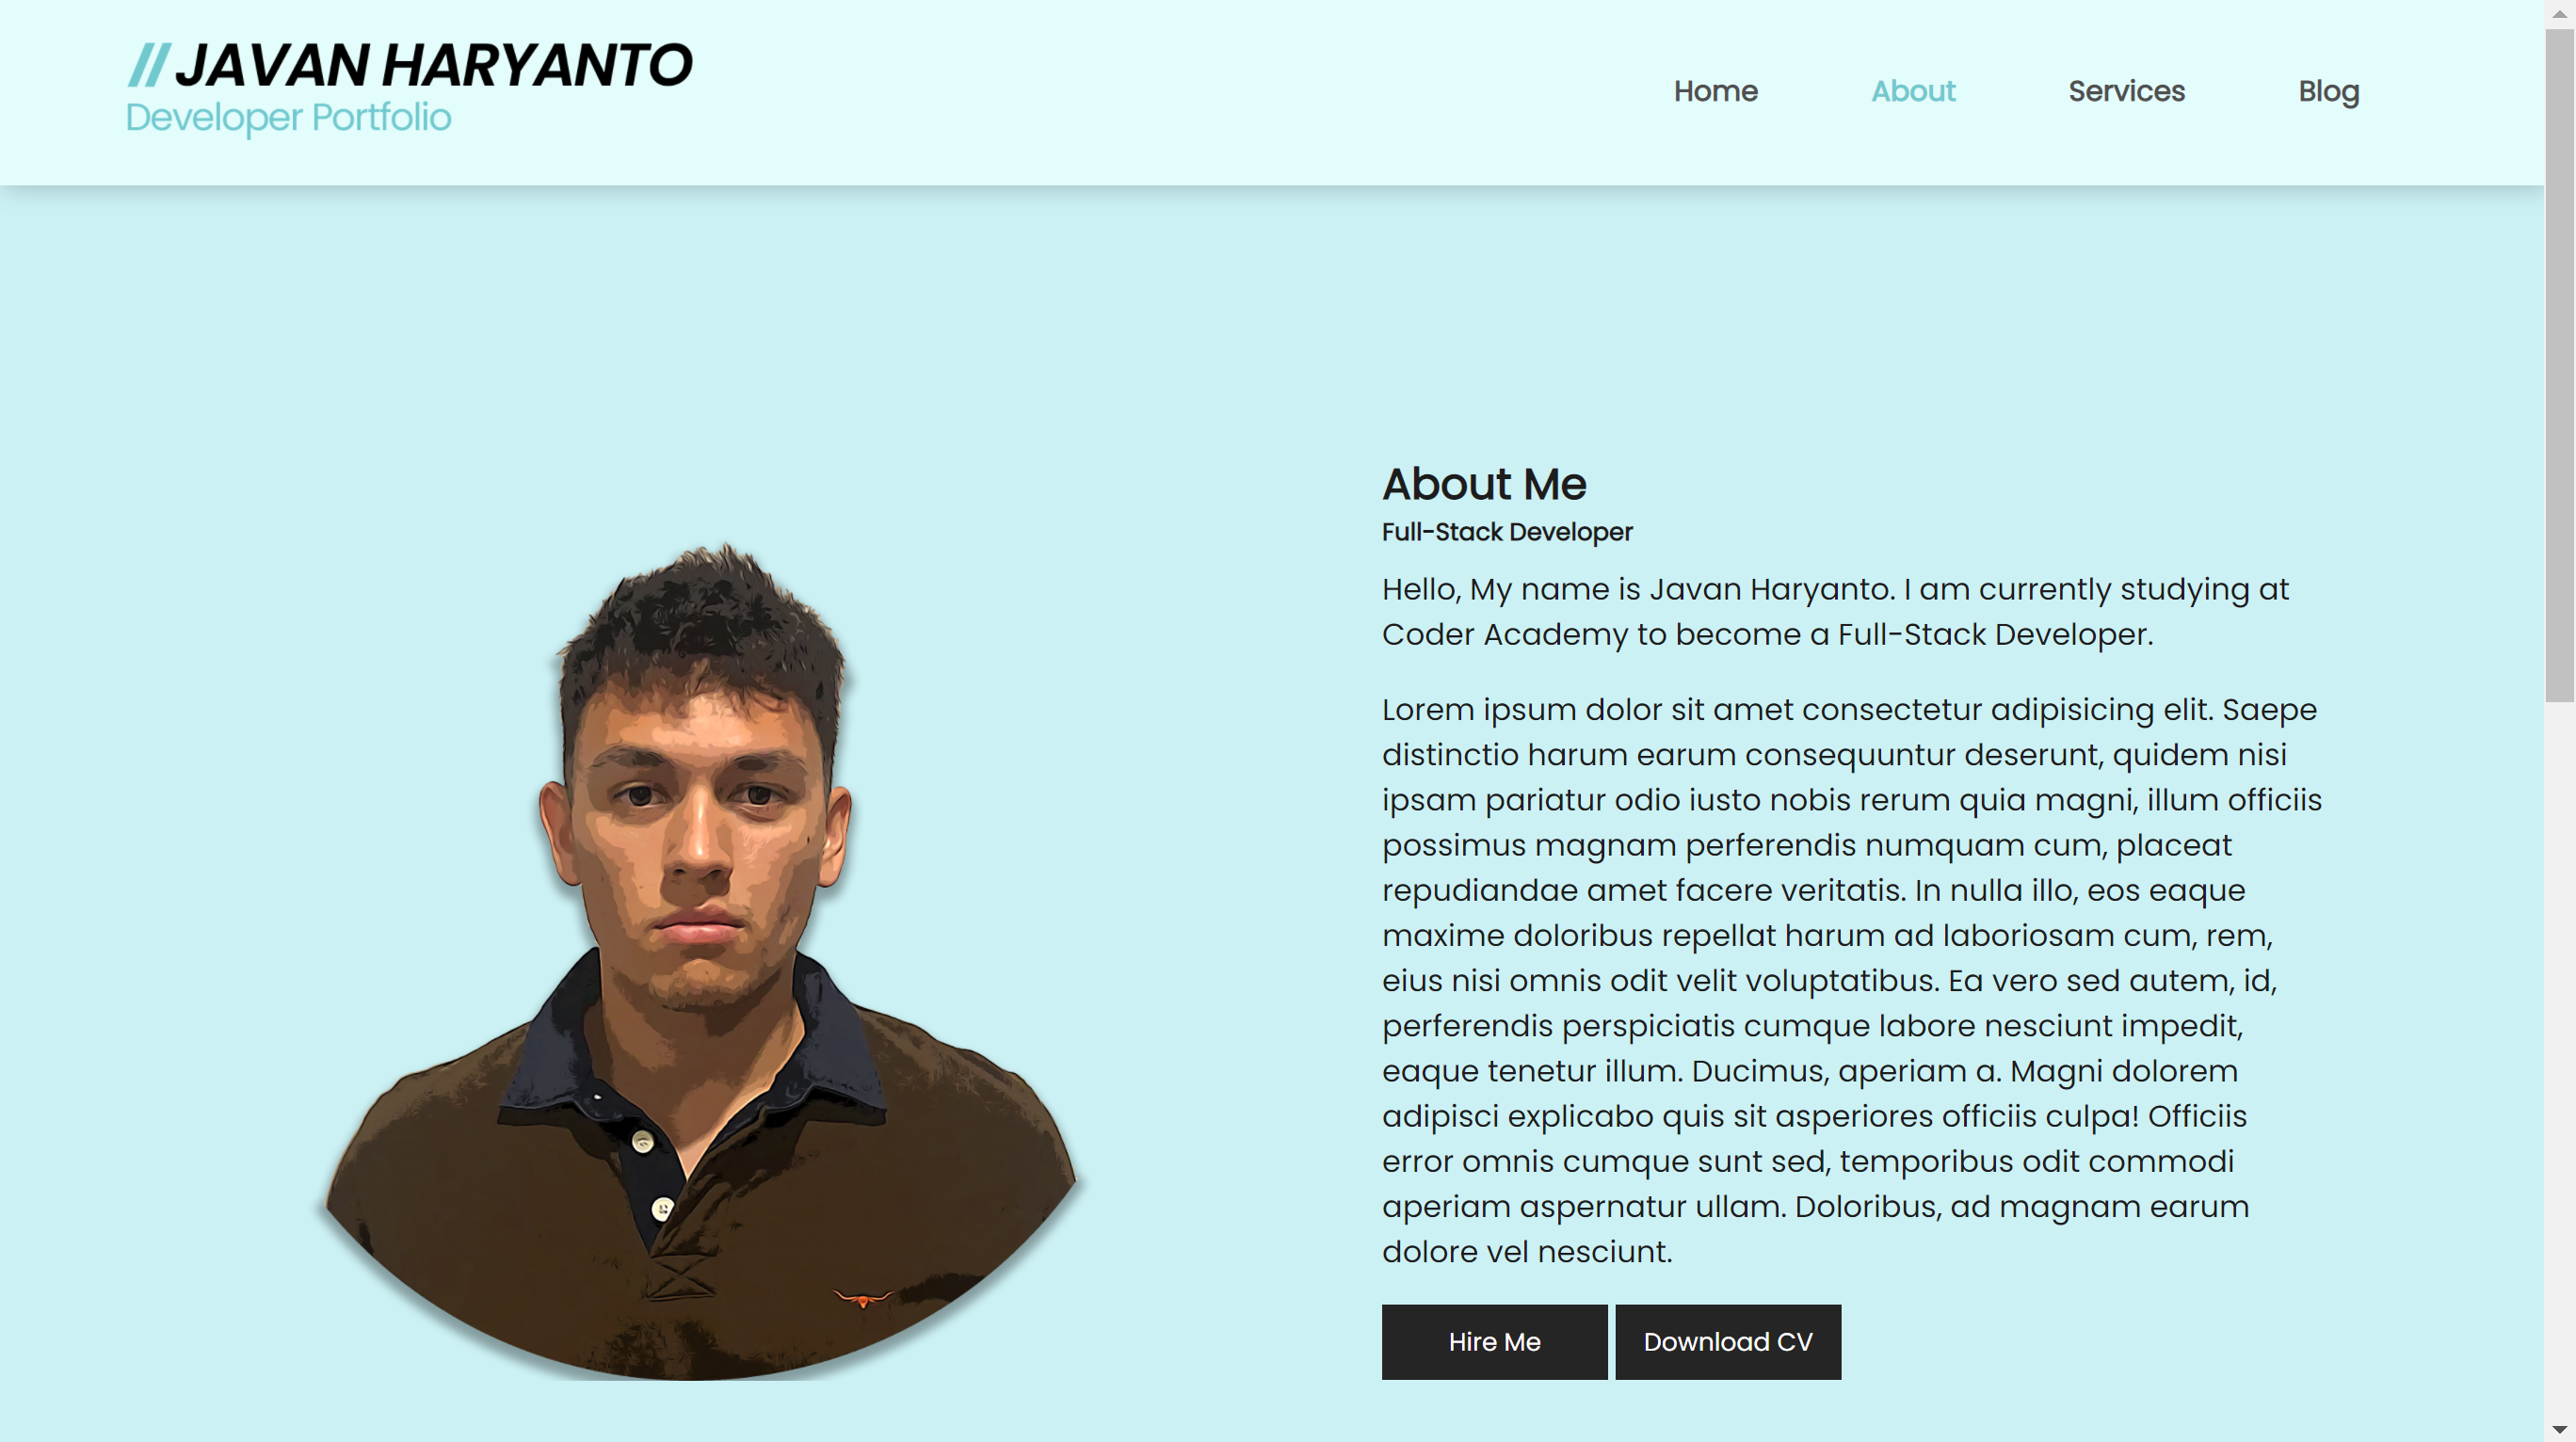 // JAVAN HARYANTO
Developer Portfolio
Home
About
Services
Blog
About Me
Full-Stack Developer
Hello, My name is Javan Haryanto. I am currently studying at
Coder Academy to become a Full-Stack Developer.
Lorem ipsum dolor sit amet consectetur adipisicing elit. Saepe
distinctio harum earum consequuntur deserunt, quidem nisi
ipsam pariatur odio iusto nobis rerum quia magni, illum officiis
possimus magnam perferendis numquam cum, placeat
repudiandae amet facere veritatis. In nulla illo, eos eaque
maxime doloribus repellat harum ad laboriosam cum, rem,
eius nisi omnis odit velit voluptatibus. Ea vero sed autem, id,
perferendis perspiciatis cumque labore nesciunt impedit,
eaque tenetur illum. Ducimus, aperiam a. Magni dolorem
adipisci explicabo quis sit asperiores officiis culpa! Officiis
error omnis cumque sunt sed, temporibus odit commodi
aperiam aspernatur ullam. Doloribus, ad magnam earum
dolore vel nesciunt.
Hire Me
Download CV